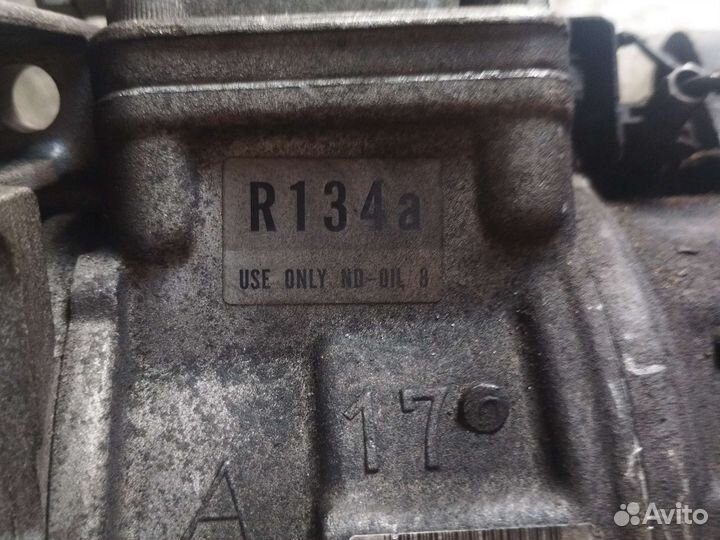 R134a
USE ONLY ND-OIL 8
17
A
Avito